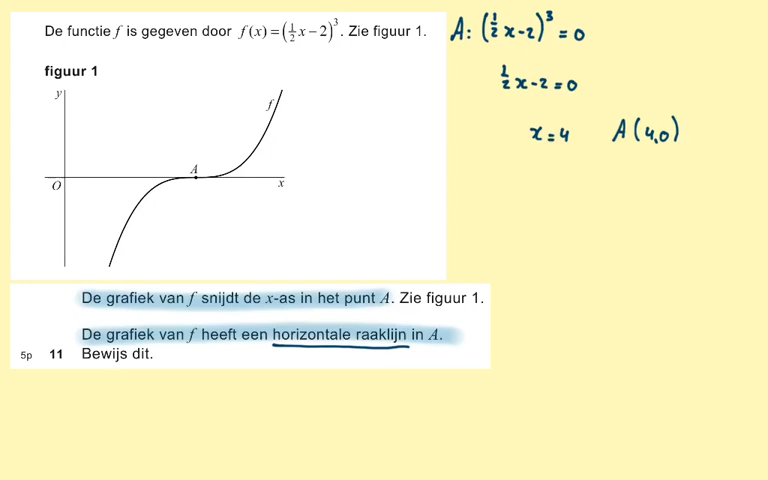 De functie f is gegeven door f(x) = (½x − 2)³. Zie figuur 1.
figuur 1
y
f
A
O
x
De grafiek van f snijdt de x-as in het punt A. Zie figuur 1.
De grafiek van f heeft een horizontale raaklijn in A.
5p 11 Bewijs dit.
A: (½x-2)³ = 0
½x-2 = 0
x = 4 A(4,0)